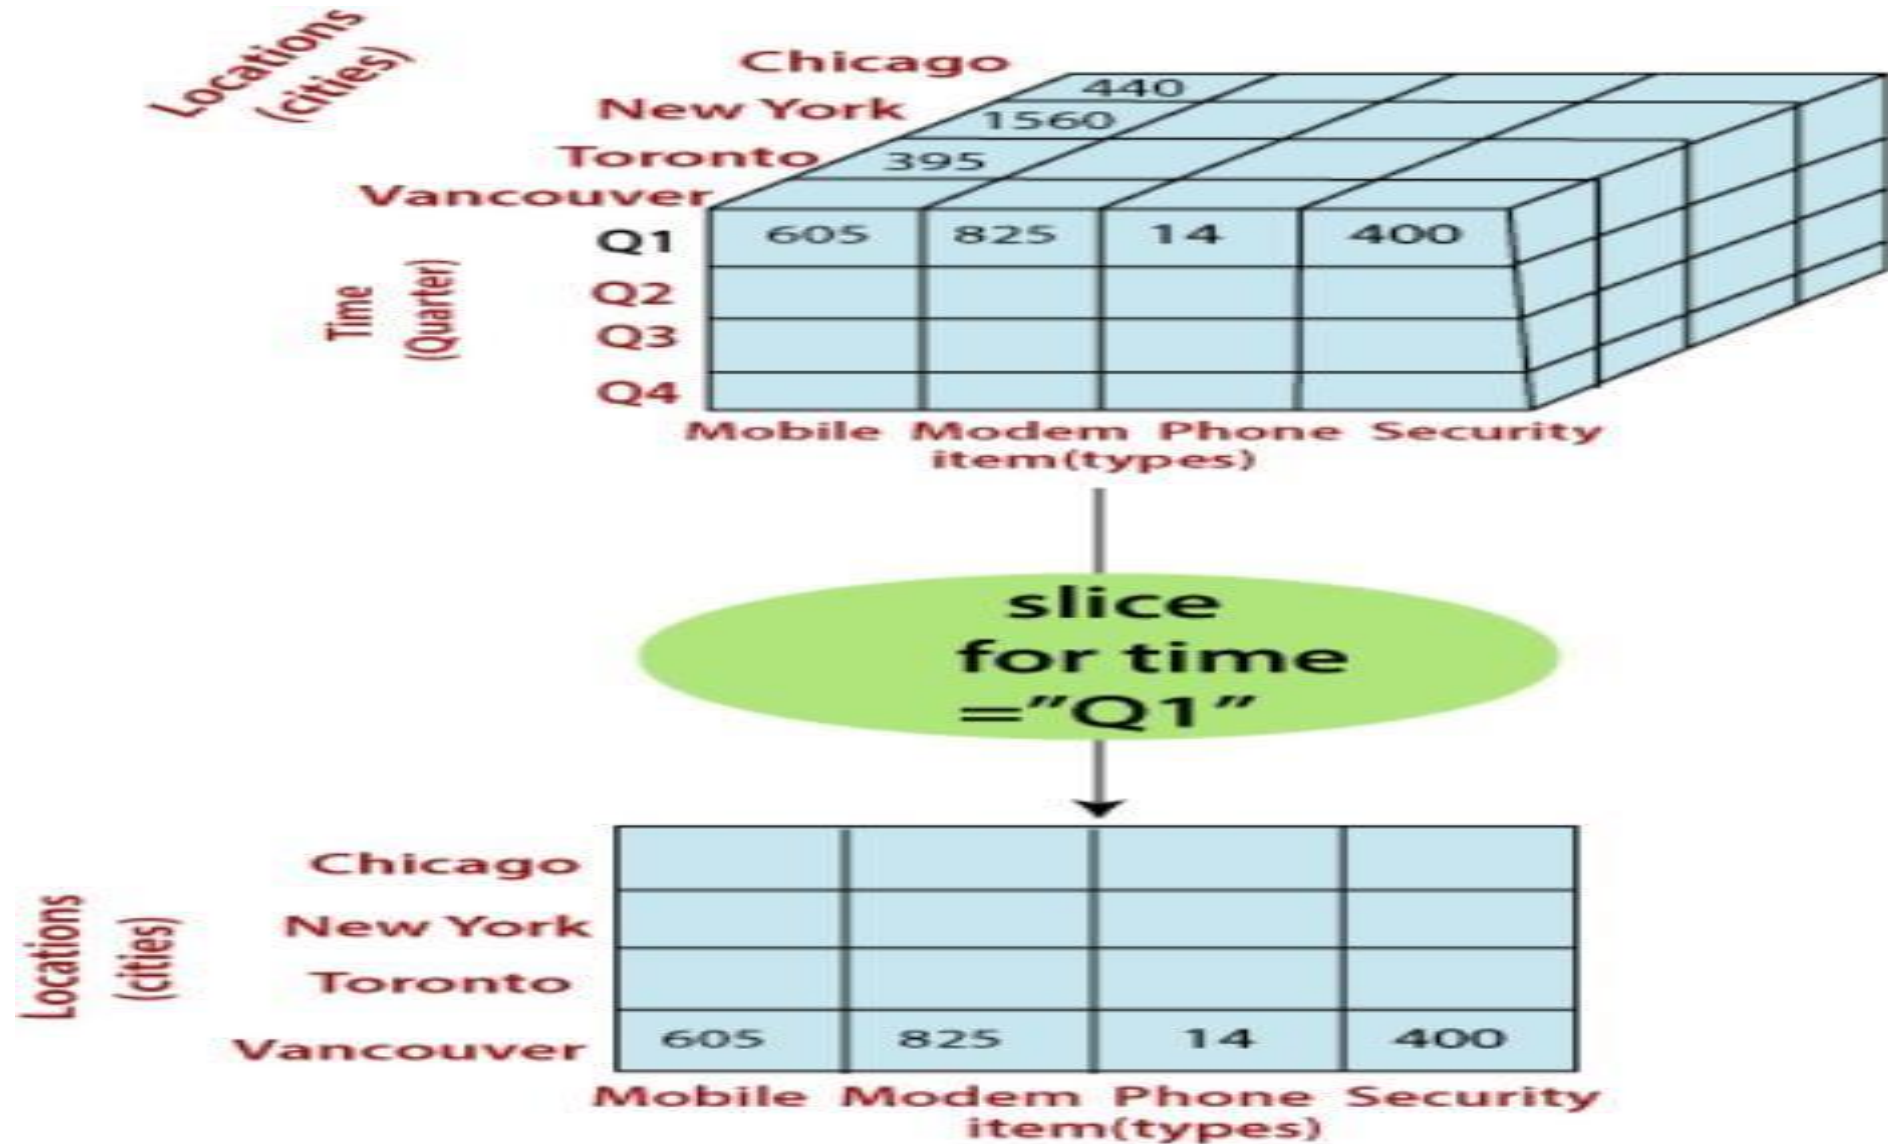 Locations
(cities)
Chicago
440
New York
1560
Toronto
395
Vancouver
Time
(Quarter)
Q1 605 825 14 400
Q2
Q3
Q4
Mobile Modem Phone Security
item(types)
slice
for time
=”Q1”
Locations
(cities)
Chicago
New York
Toronto
Vancouver 605 825 14 400
Mobile Modem Phone Security
item(types)